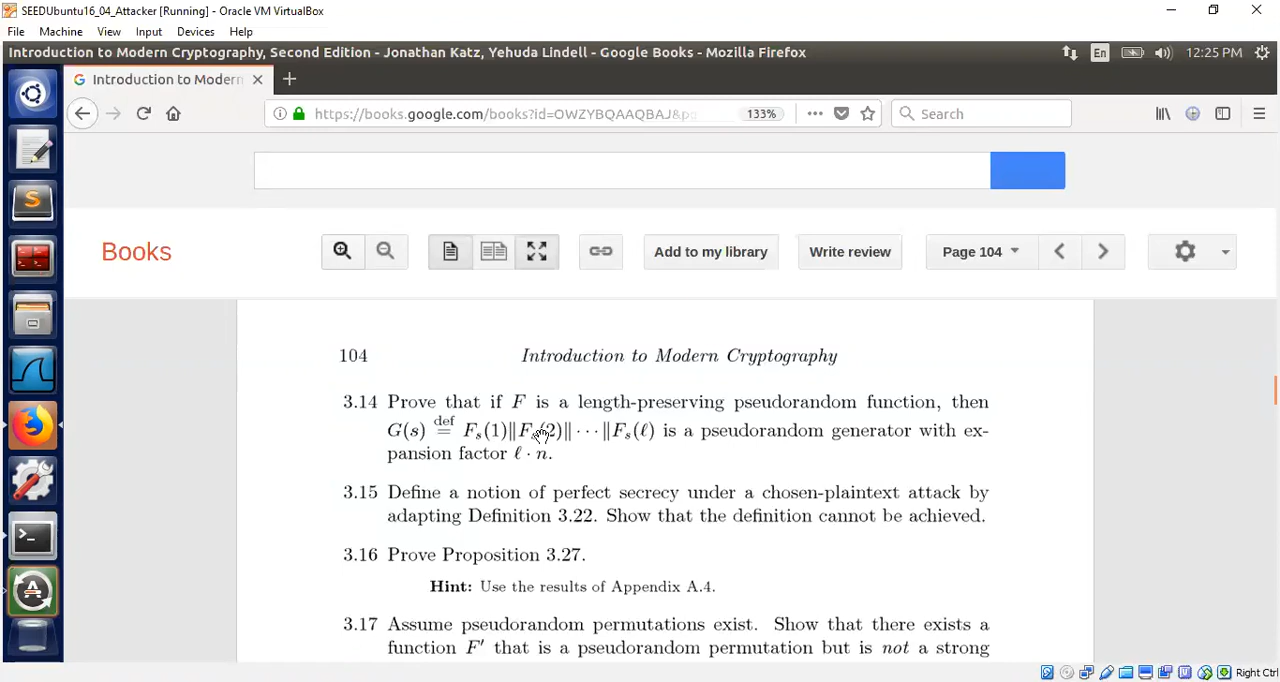 SEEDUbuntu16_04_Attacker [Running] - Oracle VM VirtualBox
File Machine View Input Devices Help
Introduction to Modern Cryptography, Second Edition - Jonathan Katz, Yehuda Lindell - Google Books - Mozilla Firefox En 12:25 PM
Introduction to Modern
https://books.google.com/books?id=OWZYBQAAQBAJ&pg 133% Search
Books Add to my library Write review Page 104
104 Introduction to Modern Cryptography
3.14 Prove that if F is a length-preserving pseudorandom function, then
G(s) def= Fₛ(1)‖Fₛ(2)‖ · · · ‖Fₛ(ℓ) is a pseudorandom generator with ex-
pansion factor ℓ · n.
3.15 Define a notion of perfect secrecy under a chosen-plaintext attack by
adapting Definition 3.22. Show that the definition cannot be achieved.
3.16 Prove Proposition 3.27.
Hint: Use the results of Appendix A.4.
3.17 Assume pseudorandom permutations exist. Show that there exists a
function F′ that is a pseudorandom permutation but is not a strong
Right Ctrl